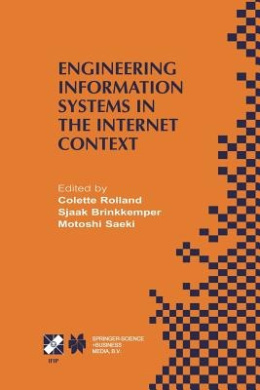 ENGINEERING
INFORMATION
SYSTEMS IN
THE INTERNET
CONTEXT
Edited by
Colette Rolland
Sjaak Brinkkemper
Motoshi Saeki
ifip
SPRINGER-SCIENCE
+BUSINESS
MEDIA, B.V.